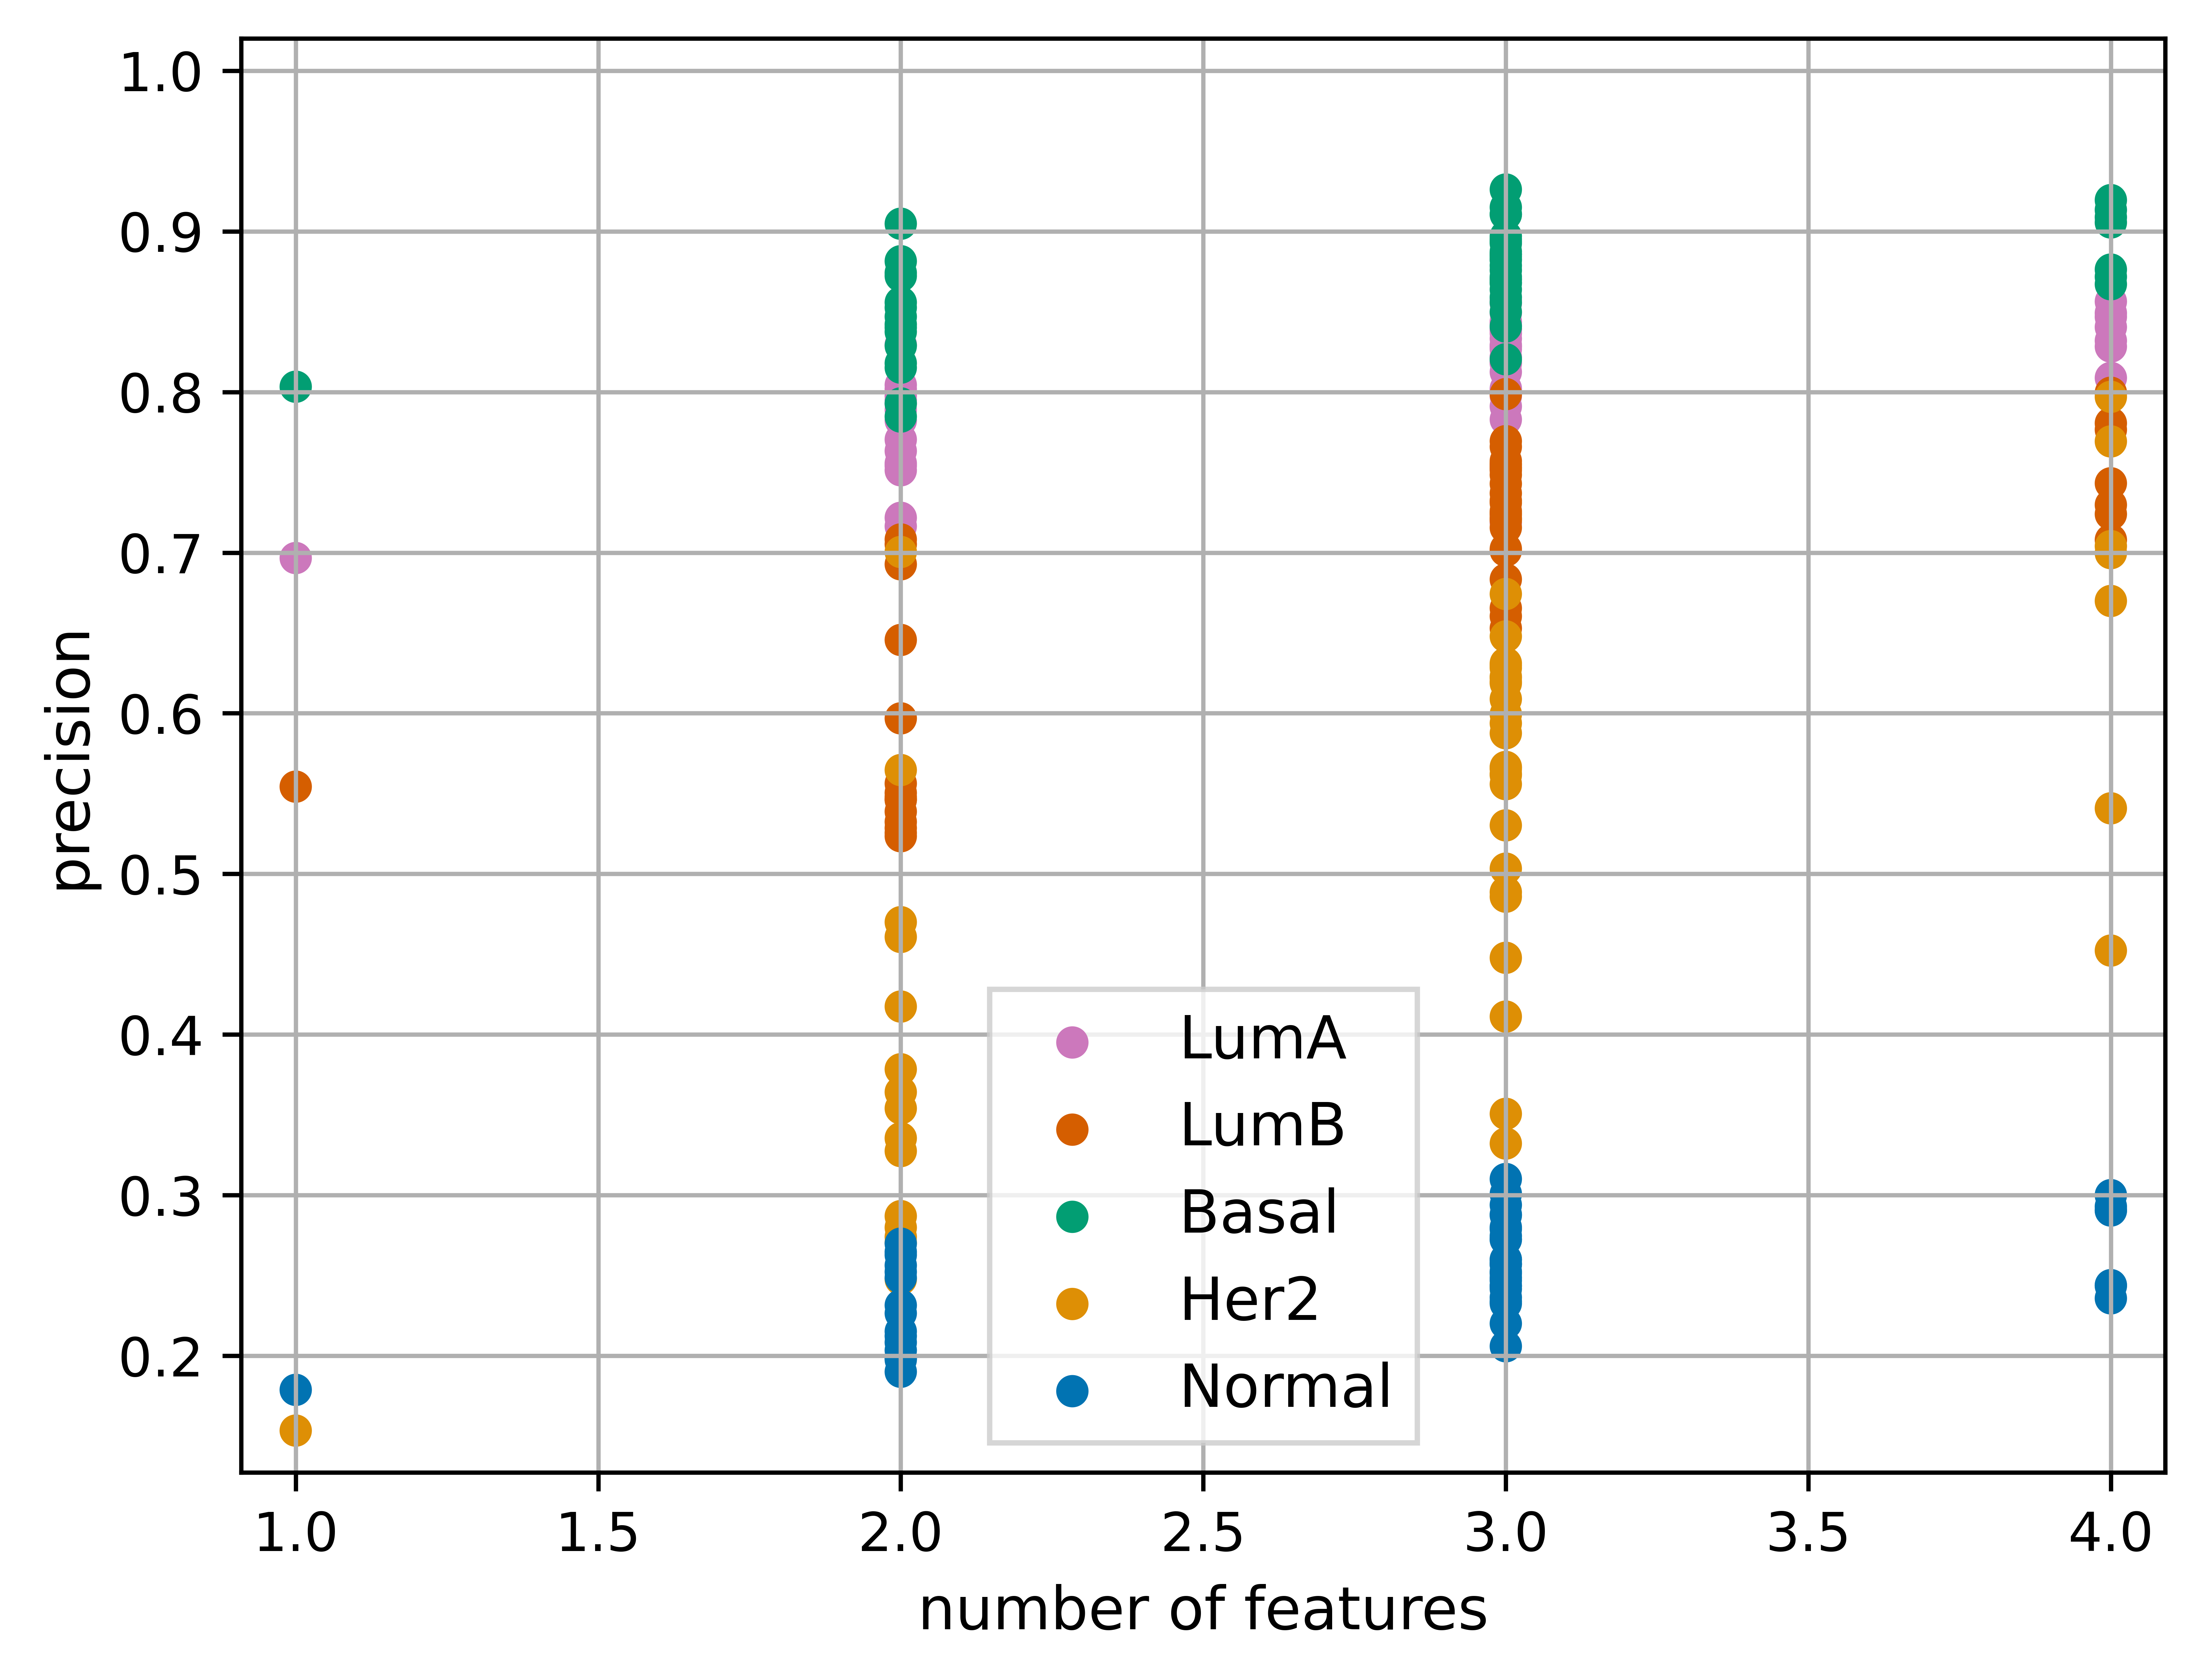 1.0
0.9
0.8
0.7
0.6
0.5
0.4
0.3
0.2
precision
LumA
LumB
Basal
Her2
Normal
1.0 1.5 2.0 2.5 3.0 3.5 4.0
number of features